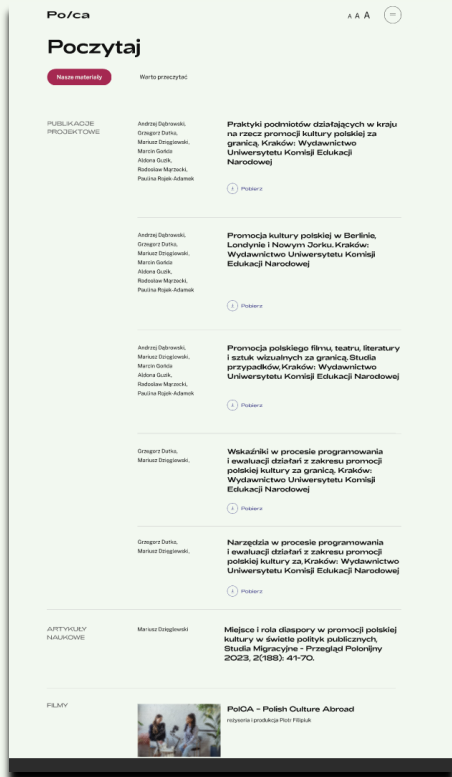 Po/ca
A A A
Poczytaj
Nasze materiały
Warto przeczytać
PUBLIKACJE
PROJEKTOWE
Andrzej Dąbrowski,
Grzegorz Dutka,
Mariusz Dzięglewski,
Marcin Gońda
Aldona Guzik,
Radosław Marzęcki,
Paulina Rojek-Adamek
Praktyki podmiotów działających w kraju
na rzecz promocji kultury polskiej za
granicą. Kraków: Wydawnictwo
Uniwersytetu Komisji Edukacji
Narodowej
Pobierz
Andrzej Dąbrowski,
Grzegorz Dutka,
Mariusz Dzięglewski,
Marcin Gońda
Aldona Guzik,
Radosław Marzęcki,
Paulina Rojek-Adamek
Promocja kultury polskiej w Berlinie,
Londynie i Nowym Jorku. Kraków:
Wydawnictwo Uniwersytetu Komisji
Edukacji Narodowej
Pobierz
Andrzej Dąbrowski,
Mariusz Dzięglewski,
Marcin Gońda
Aldona Guzik,
Radosław Marzęcki,
Paulina Rojek-Adamek
Promocja polskiego filmu, teatru, literatury
i sztuk wizualnych za granicą. Studia
przypadków, Kraków: Wydawnictwo
Uniwersytetu Komisji Edukacji Narodowej
Pobierz
Grzegorz Dutka,
Mariusz Dzięglewski,
Wskaźniki w procesie programowania
i ewaluacji działań z zakresu promocji
polskiej kultury za granicą. Kraków:
Wydawnictwo Uniwersytetu Komisji
Edukacji Narodowej
Pobierz
Grzegorz Dutka,
Mariusz Dzięglewski,
Narzędzia w procesie programowania
i ewaluacji działań z zakresu promocji
polskiej kultury za, Kraków: Wydawnictwo
Uniwersytetu Komisji Edukacji Narodowej
Pobierz
ARTYKUŁY
NAUKOWE
Mariusz Dzięglewski
Miejsce i rola diaspory w promocji polskiej
kultury w świetle polityk publicznych,
Studia Migracyjne - Przegląd Polonijny
2023, 2(188): 41-70.
FILMY
PolCA – Polish Culture Abroad
reżyseria i produkcja Piotr Filipiuk